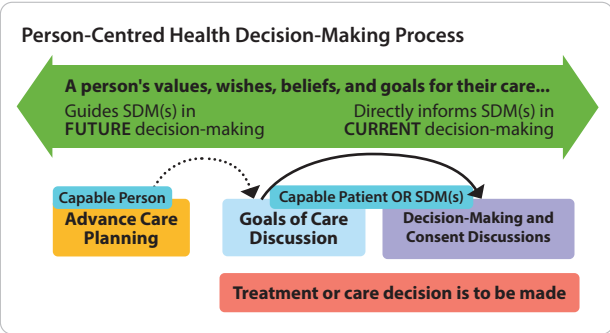 Person-Centred Health Decision-Making Process
A person's values, wishes, beliefs, and goals for their care...
Guides SDM(s) in
FUTURE decision-making
Directly informs SDM(s) in
CURRENT decision-making
Capable Person
Advance Care
Planning
Capable Patient OR SDM(s)
Goals of Care
Discussion
Decision-Making and
Consent Discussions
Treatment or care decision is to be made